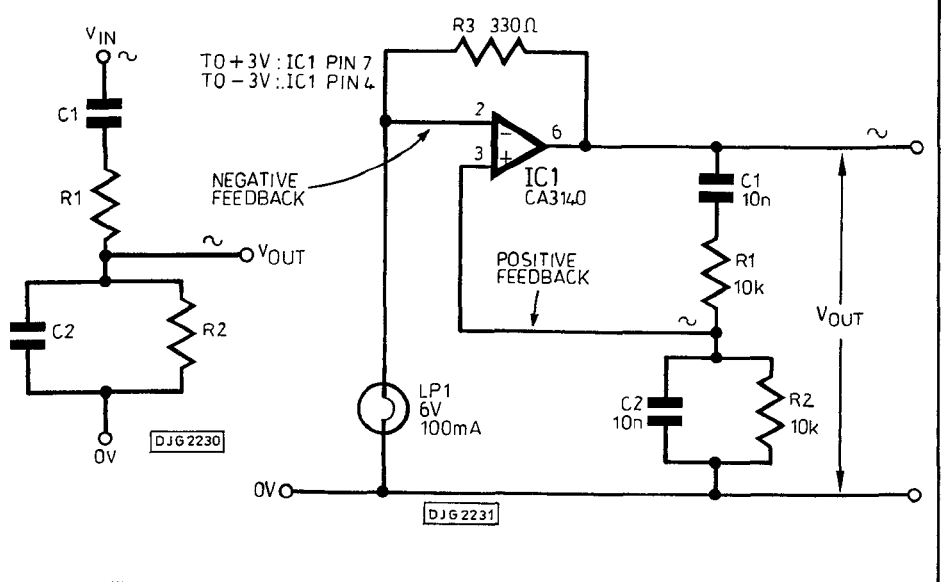 VIN
C1
R1
VOUT
C2
R2
0V
DJG2230
R3 330Ω
TO+3V:IC1 PIN 7
TO-3V:.IC1 PIN 4
2
6
3
-
+
IC1
CA3140
NEGATIVE
FEEDBACK
POSITIVE
FEEDBACK
C1
10n
R1
10k
VOUT
LP1
6V
100mA
C2
10n
R2
10k
0V
DJG2231